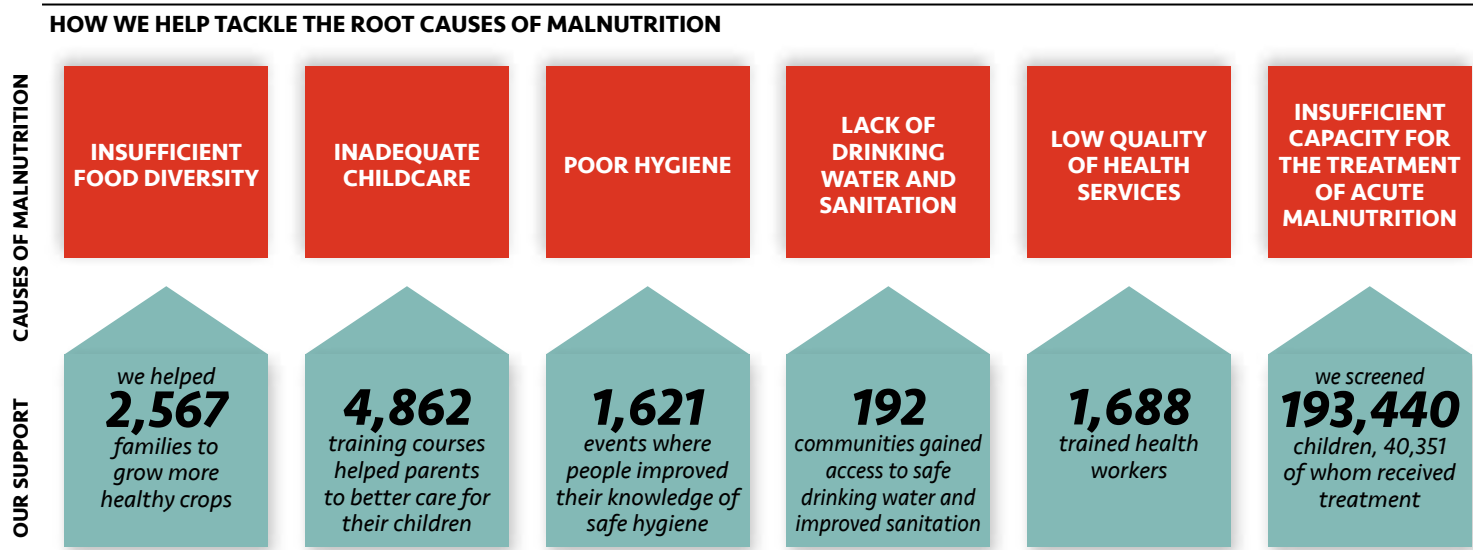 HOW WE HELP TACKLE THE ROOT CAUSES OF MALNUTRITION
CAUSES OF MALNUTRITION
INSUFFICIENT
FOOD DIVERSITY
INADEQUATE
CHILDCARE
POOR HYGIENE
LACK OF
DRINKING
WATER AND
SANITATION
LOW QUALITY
OF HEALTH
SERVICES
INSUFFICIENT
CAPACITY FOR
THE TREATMENT
OF ACUTE
MALNUTRITION
OUR SUPPORT
we helped
2,567
families to
grow more
healthy crops
4,862
training courses
helped parents
to better care for
their children
1,621
events where
people improved
their knowledge of
safe hygiene
192
communities gained
access to safe
drinking water and
improved sanitation
1,688
trained health
workers
we screened
193,440
children, 40,351
of whom received
treatment